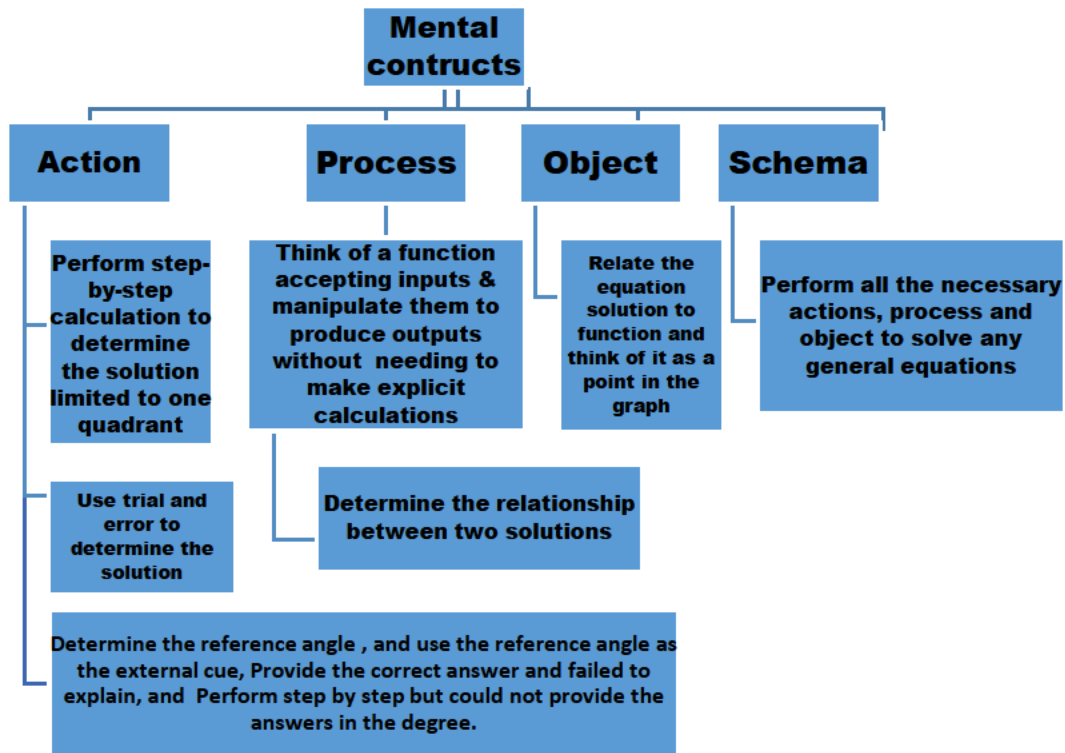 Mental
contructs
Action
Process
Object
Schema
Perform step-
by-step
calculation to
determine
the solution
limited to one
quadrant
Think of a function
accepting inputs &
manipulate them to
produce outputs
without needing to
make explicit
calculations
Relate the
equation
solution to
function and
think of it as a
point in the
graph
Perform all the necessary
actions, process and
object to solve any
general equations
Use trial and
error to
determine the
solution
Determine the relationship
between two solutions
Determine the reference angle , and use the reference angle as
the external cue, Provide the correct answer and failed to
explain, and Perform step by step but could not provide the
answers in the degree.